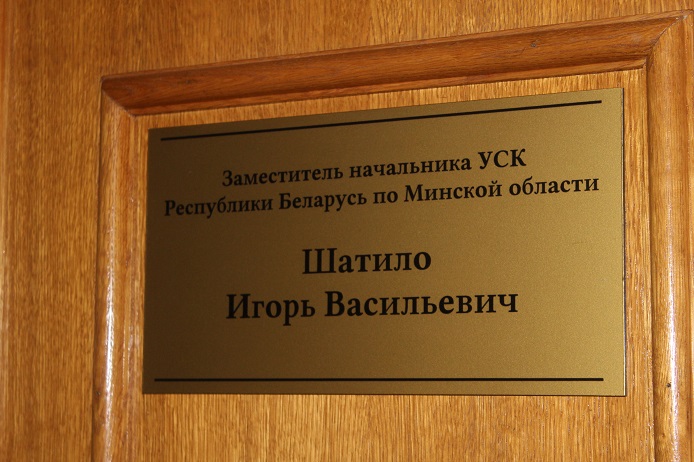 Заместитель начальника УСК
Республики Беларусь по Минской области
Шатило
Игорь Васильевич